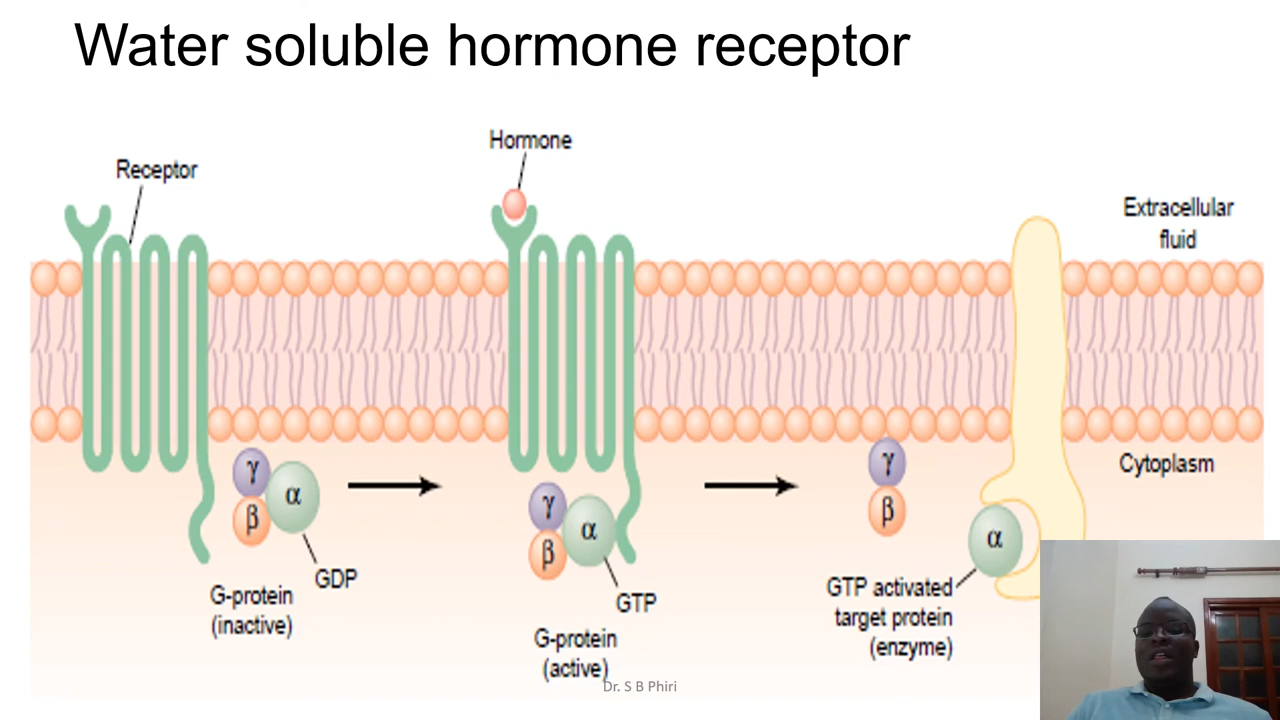 Water soluble hormone receptor
Hormone
Receptor
Extracellular
fluid
γ
α
β
GDP
G-protein
(inactive)
γ
α
β
GTP
G-protein
(active)
γ
β
α
Cytoplasm
GTP activated
target protein
(enzyme)
Dr. S B Phiri